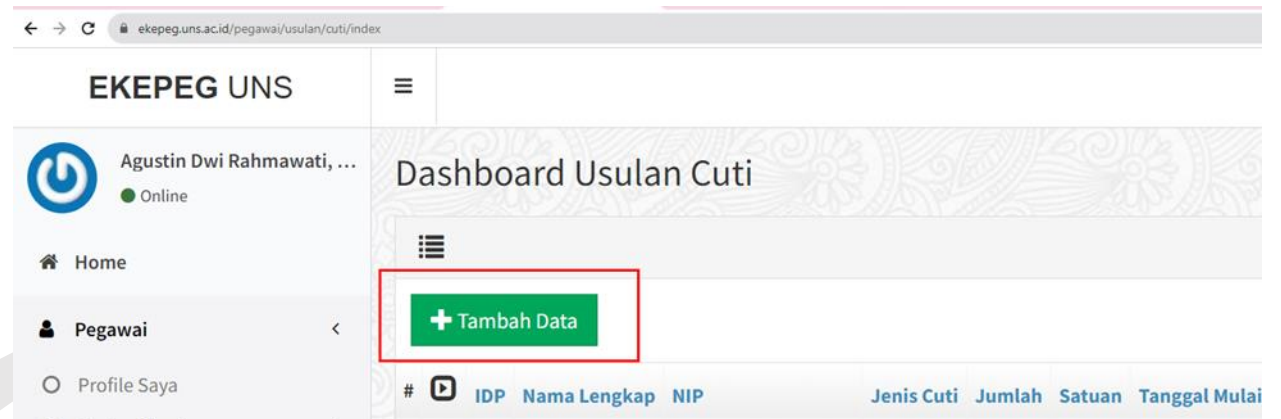 ekepeg.uns.ac.id/pegawai/usulan/cuti/index
EKEPEG UNS
Agustin Dwi Rahmawati, ...
Online
Dashboard Usulan Cuti
Home
Tambah Data
Pegawai
Profile Saya
# IDP Nama Lengkap NIP Jenis Cuti Jumlah Satuan Tanggal Mulai